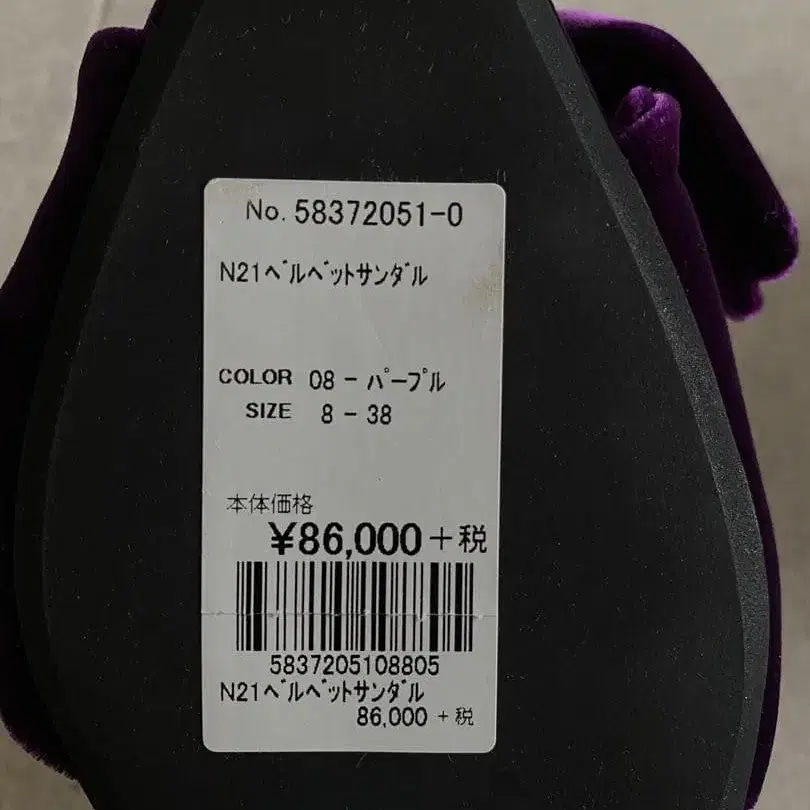 No. 58372051-0
N21ﾍﾞﾙﾍﾞｯﾄｻﾝﾀﾞﾙ
COLOR 08 - ﾊﾟｰﾌﾟﾙ
SIZE 8 - 38
本体価格
¥86,000+税
5837205108805
N21ﾍﾞﾙﾍﾞｯﾄｻﾝﾀﾞﾙ
86,000 +税